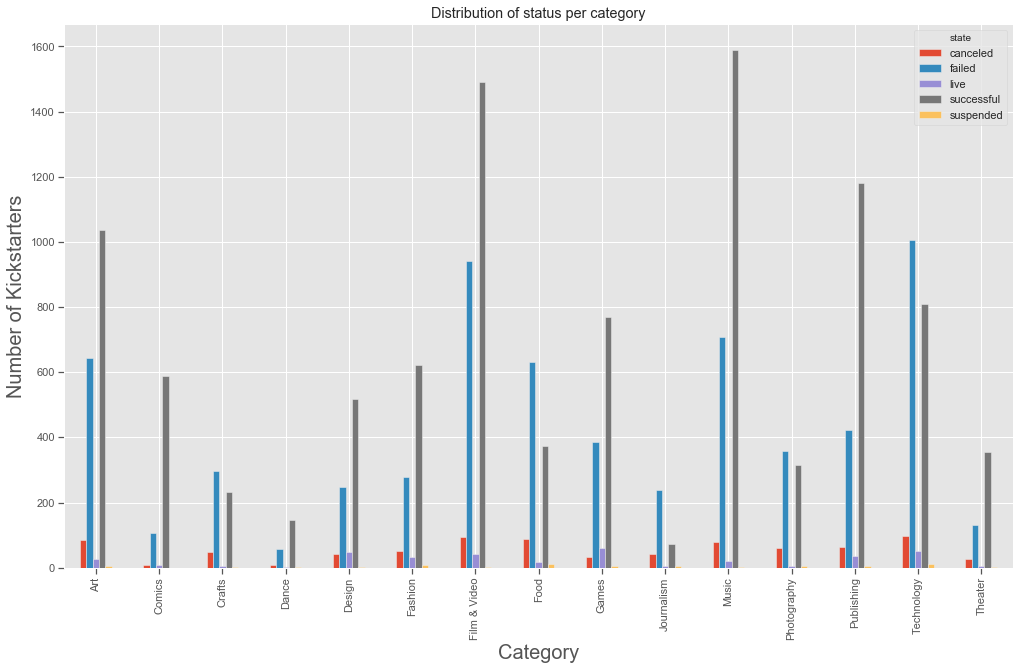 Distribution of status per category
state
canceled
failed
live
successful
suspended
Number of Kickstarters
1600
1400
1200
1000
800
600
400
200
0
Art
Comics
Crafts
Dance
Design
Fashion
Film & Video
Food
Games
Journalism
Music
Photography
Publishing
Technology
Theater
Category